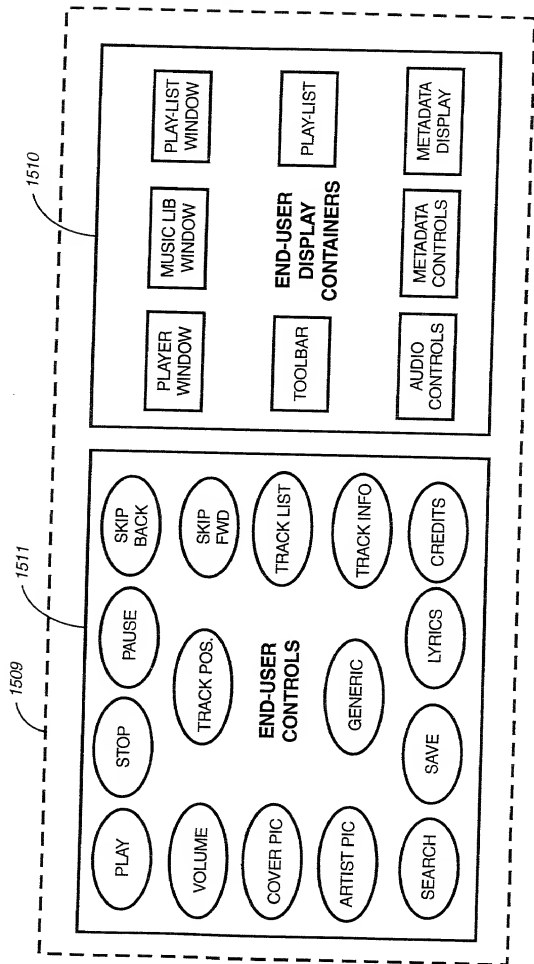 1509
1511
1510
PLAY
STOP
PAUSE
SKIP
BACK
VOLUME
TRACK POS.
SKIP
FWD
COVER PIC
END-USER
CONTROLS
TRACK LIST
ARTIST PIC
GENERIC
TRACK INFO
SEARCH
SAVE
LYRICS
CREDITS
PLAYER
WINDOW
MUSIC LIB
WINDOW
PLAY-LIST
WINDOW
TOOLBAR
END-USER
DISPLAY
CONTAINERS
PLAY-LIST
AUDIO
CONTROLS
METADATA
CONTROLS
METADATA
DISPLAY